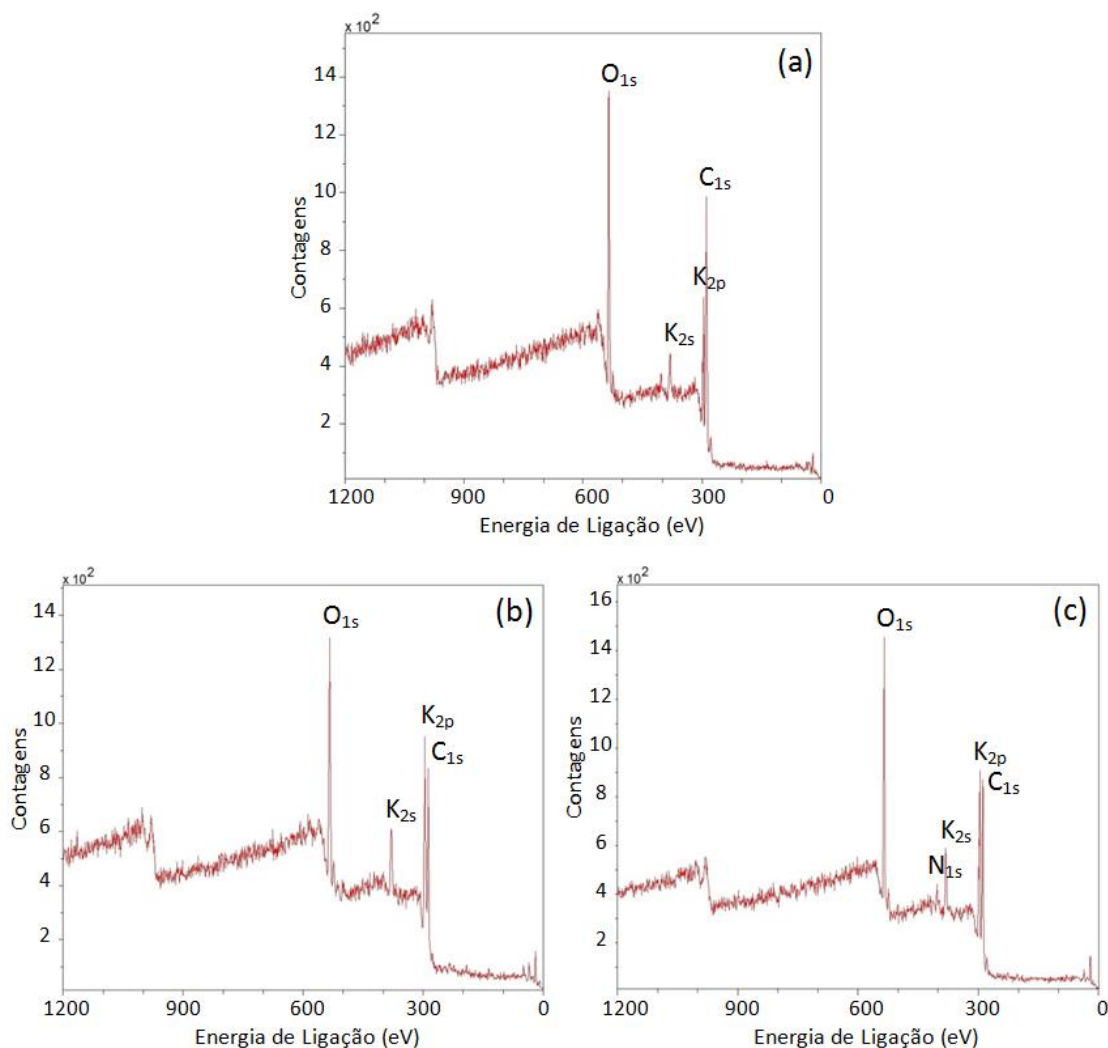 x 10²
(a)
O₁ₛ
14
12
C₁ₛ
10
Contagens
K₂ₚ
8
6
K₂ₛ
4
2
1200 900 600 300 0
Energia de Ligação (eV)
x 10²
(b)
O₁ₛ
14
12
K₂ₚ
10
C₁ₛ
Contagens
8
K₂ₛ
6
4
2
1200 900 600 300 0
Energia de Ligação (eV)
x 10²
(c)
16
O₁ₛ
14
12
K₂ₚ
C₁ₛ
10
Contagens
8
K₂ₛ
6
N₁ₛ
4
2
1200 900 600 300 0
Energia de Ligação (eV)